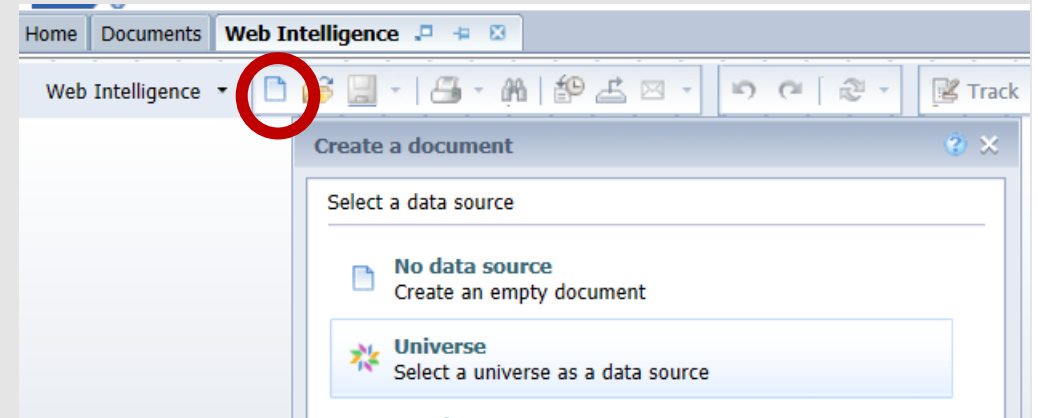 Home Documents Web Intelligence
Web Intelligence Track
Create a document
Select a data source
No data source
Create an empty document
Universe
Select a universe as a data source